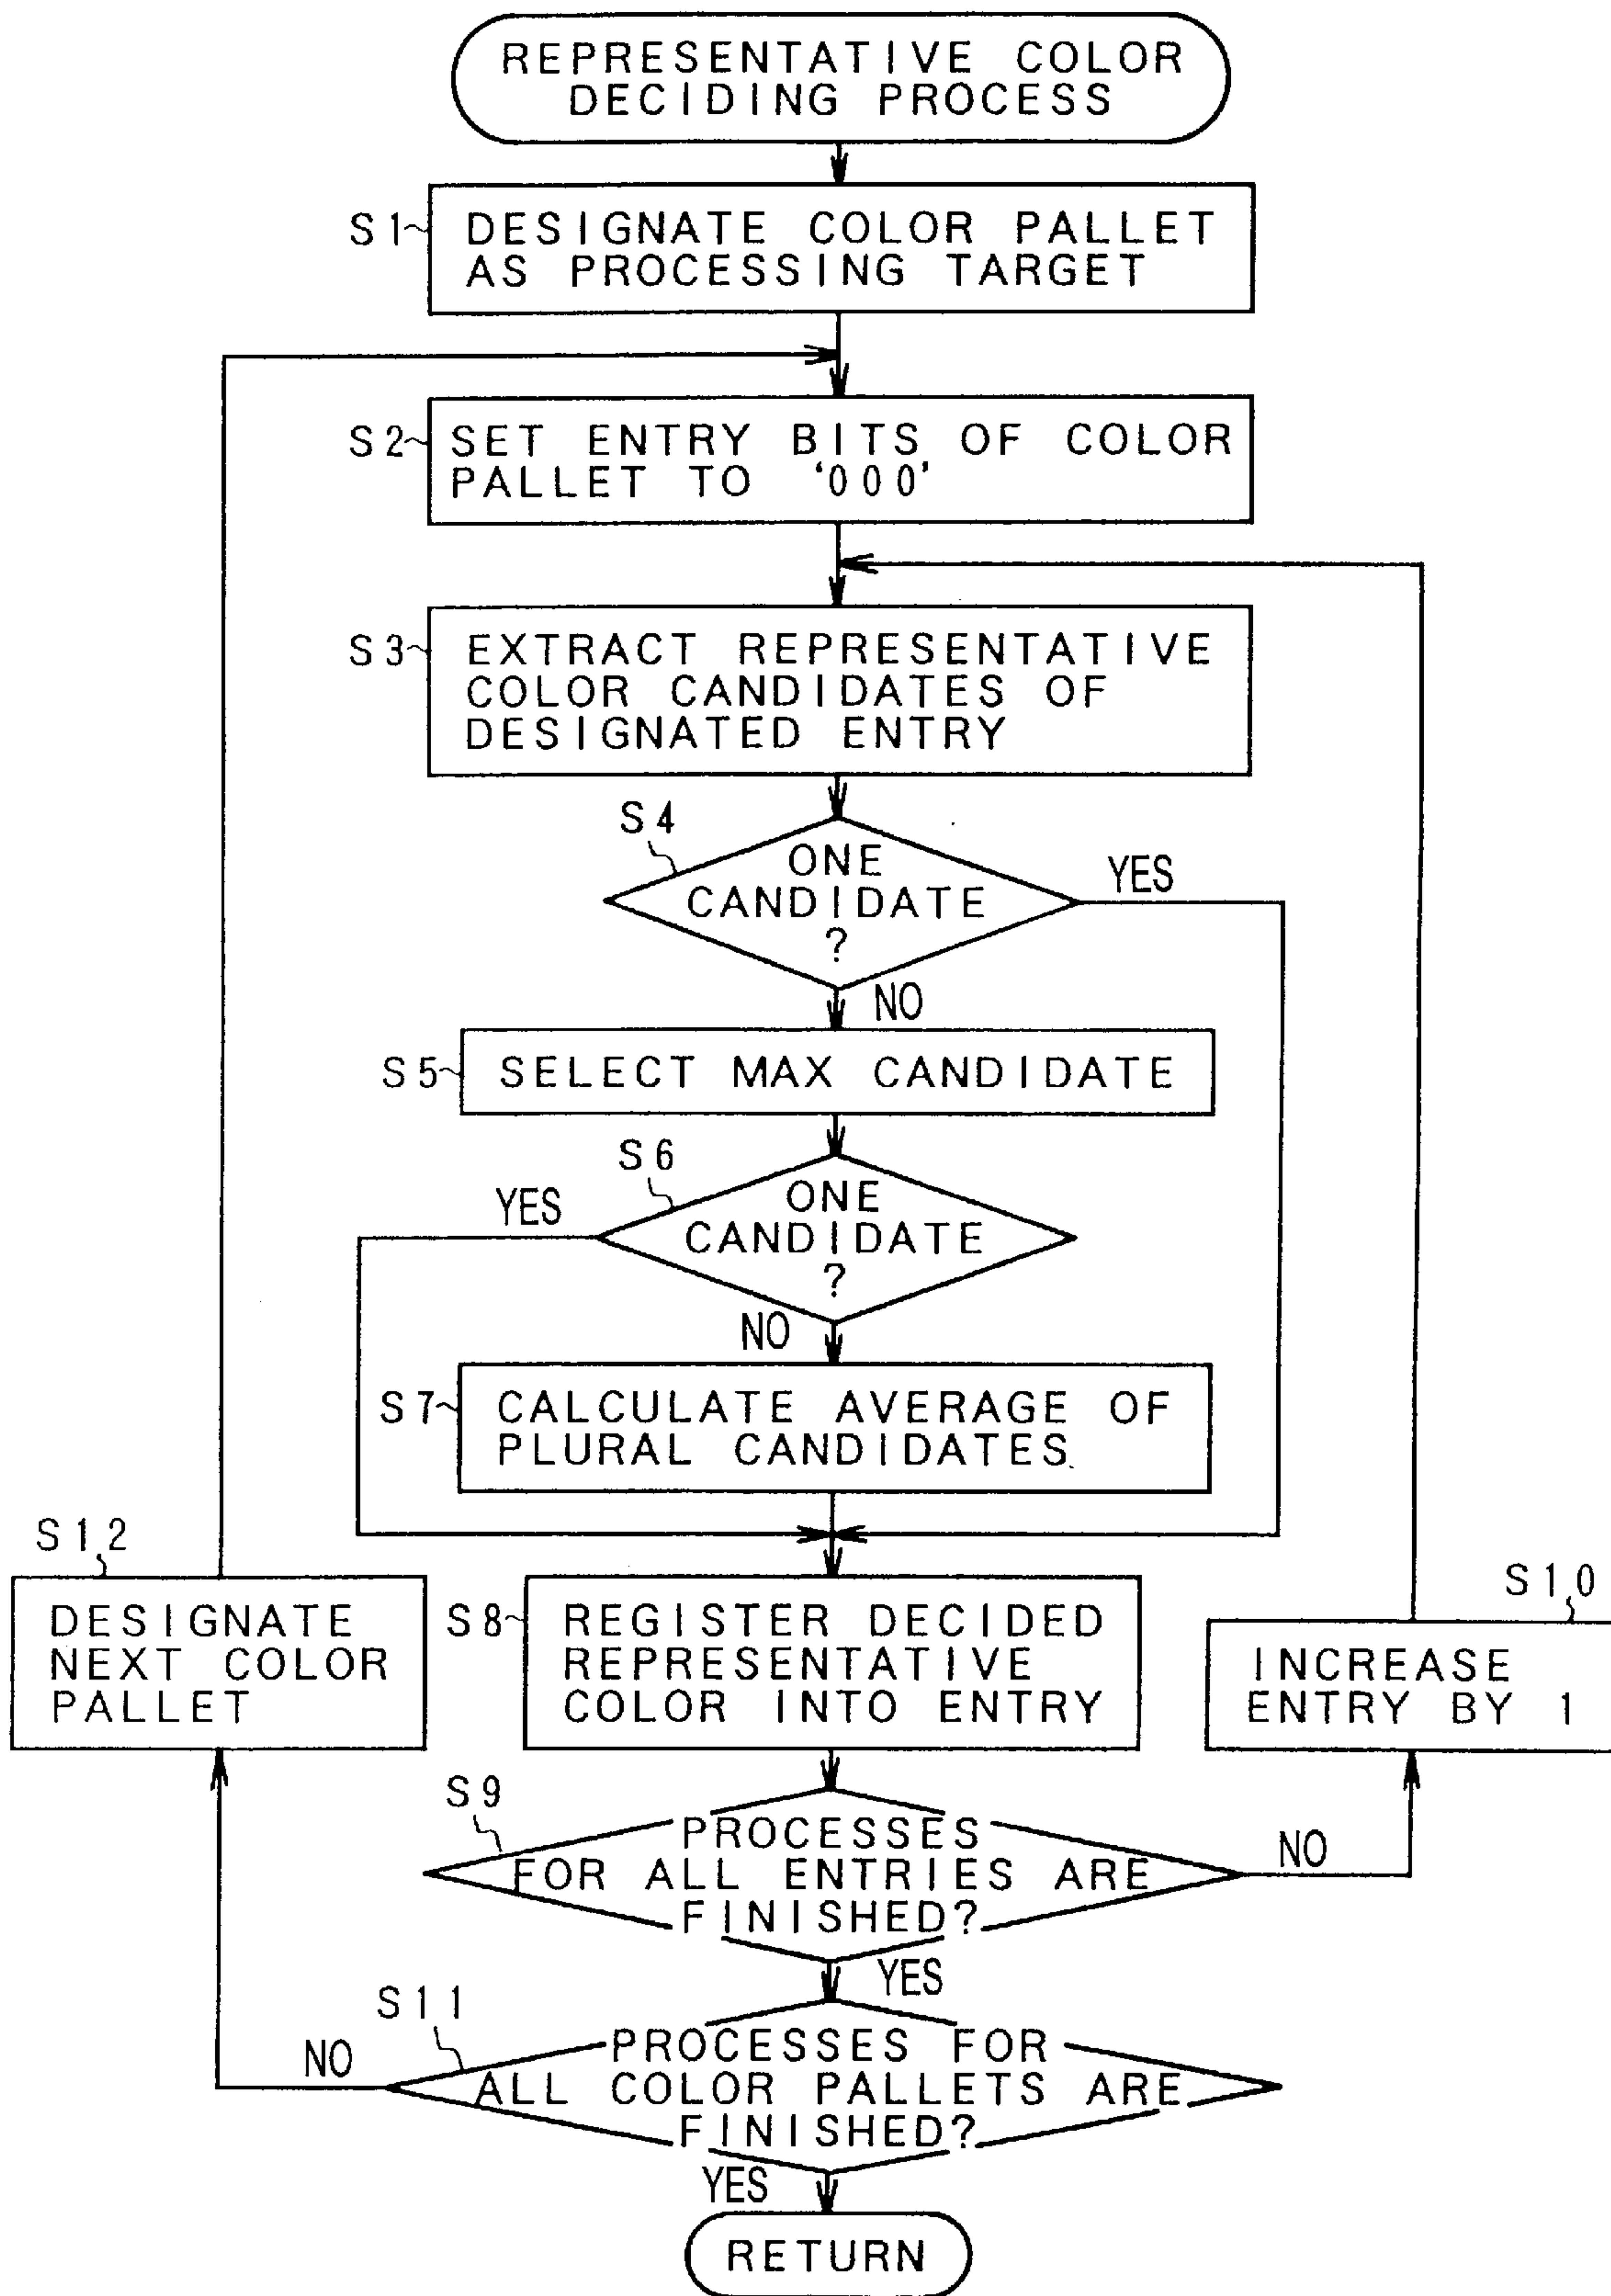 REPRESENTATIVE COLOR
DECIDING PROCESS
S1
DESIGNATE COLOR PALLET
AS PROCESSING TARGET
S2
SET ENTRY BITS OF COLOR
PALLET TO '000'
S3
EXTRACT REPRESENTATIVE
COLOR CANDIDATES OF
DESIGNATED ENTRY
S4
ONE
CANDIDATE
?
YES
NO
S5
SELECT MAX CANDIDATE
S6
ONE
CANDIDATE
?
YES
NO
S7
CALCULATE AVERAGE OF
PLURAL CANDIDATES
S12
DESIGNATE
NEXT COLOR
PALLET
S8
REGISTER DECIDED
REPRESENTATIVE
COLOR INTO ENTRY
S10
INCREASE
ENTRY BY 1
S9
PROCESSES
FOR ALL ENTRIES ARE
FINISHED?
NO
YES
S11
PROCESSES FOR
ALL COLOR PALLETS ARE
FINISHED?
NO
YES
RETURN